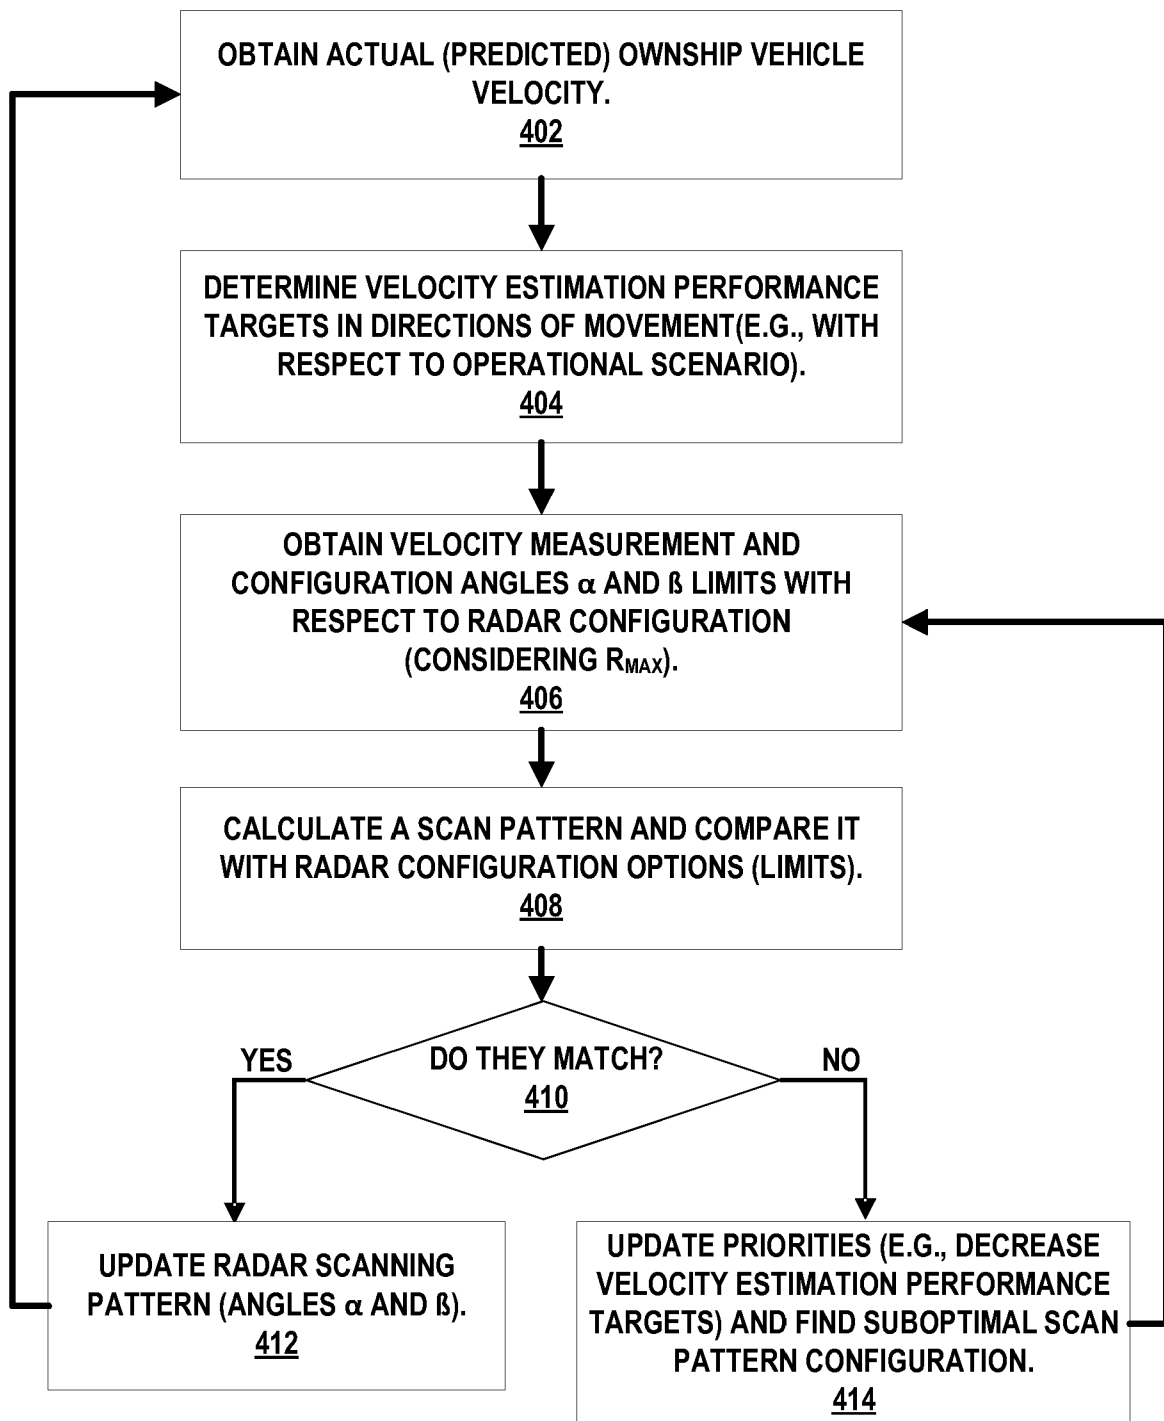 OBTAIN ACTUAL (PREDICTED) OWNSHIP VEHICLE
VELOCITY.
402
DETERMINE VELOCITY ESTIMATION PERFORMANCE
TARGETS IN DIRECTIONS OF MOVEMENT(E.G., WITH
RESPECT TO OPERATIONAL SCENARIO).
404
OBTAIN VELOCITY MEASUREMENT AND
CONFIGURATION ANGLES α AND ß LIMITS WITH
RESPECT TO RADAR CONFIGURATION
(CONSIDERING RMAX).
406
CALCULATE A SCAN PATTERN AND COMPARE IT
WITH RADAR CONFIGURATION OPTIONS (LIMITS).
408
DO THEY MATCH?
410
YES
NO
UPDATE RADAR SCANNING
PATTERN (ANGLES α AND ß).
412
UPDATE PRIORITIES (E.G., DECREASE
VELOCITY ESTIMATION PERFORMANCE
TARGETS) AND FIND SUBOPTIMAL SCAN
PATTERN CONFIGURATION.
414